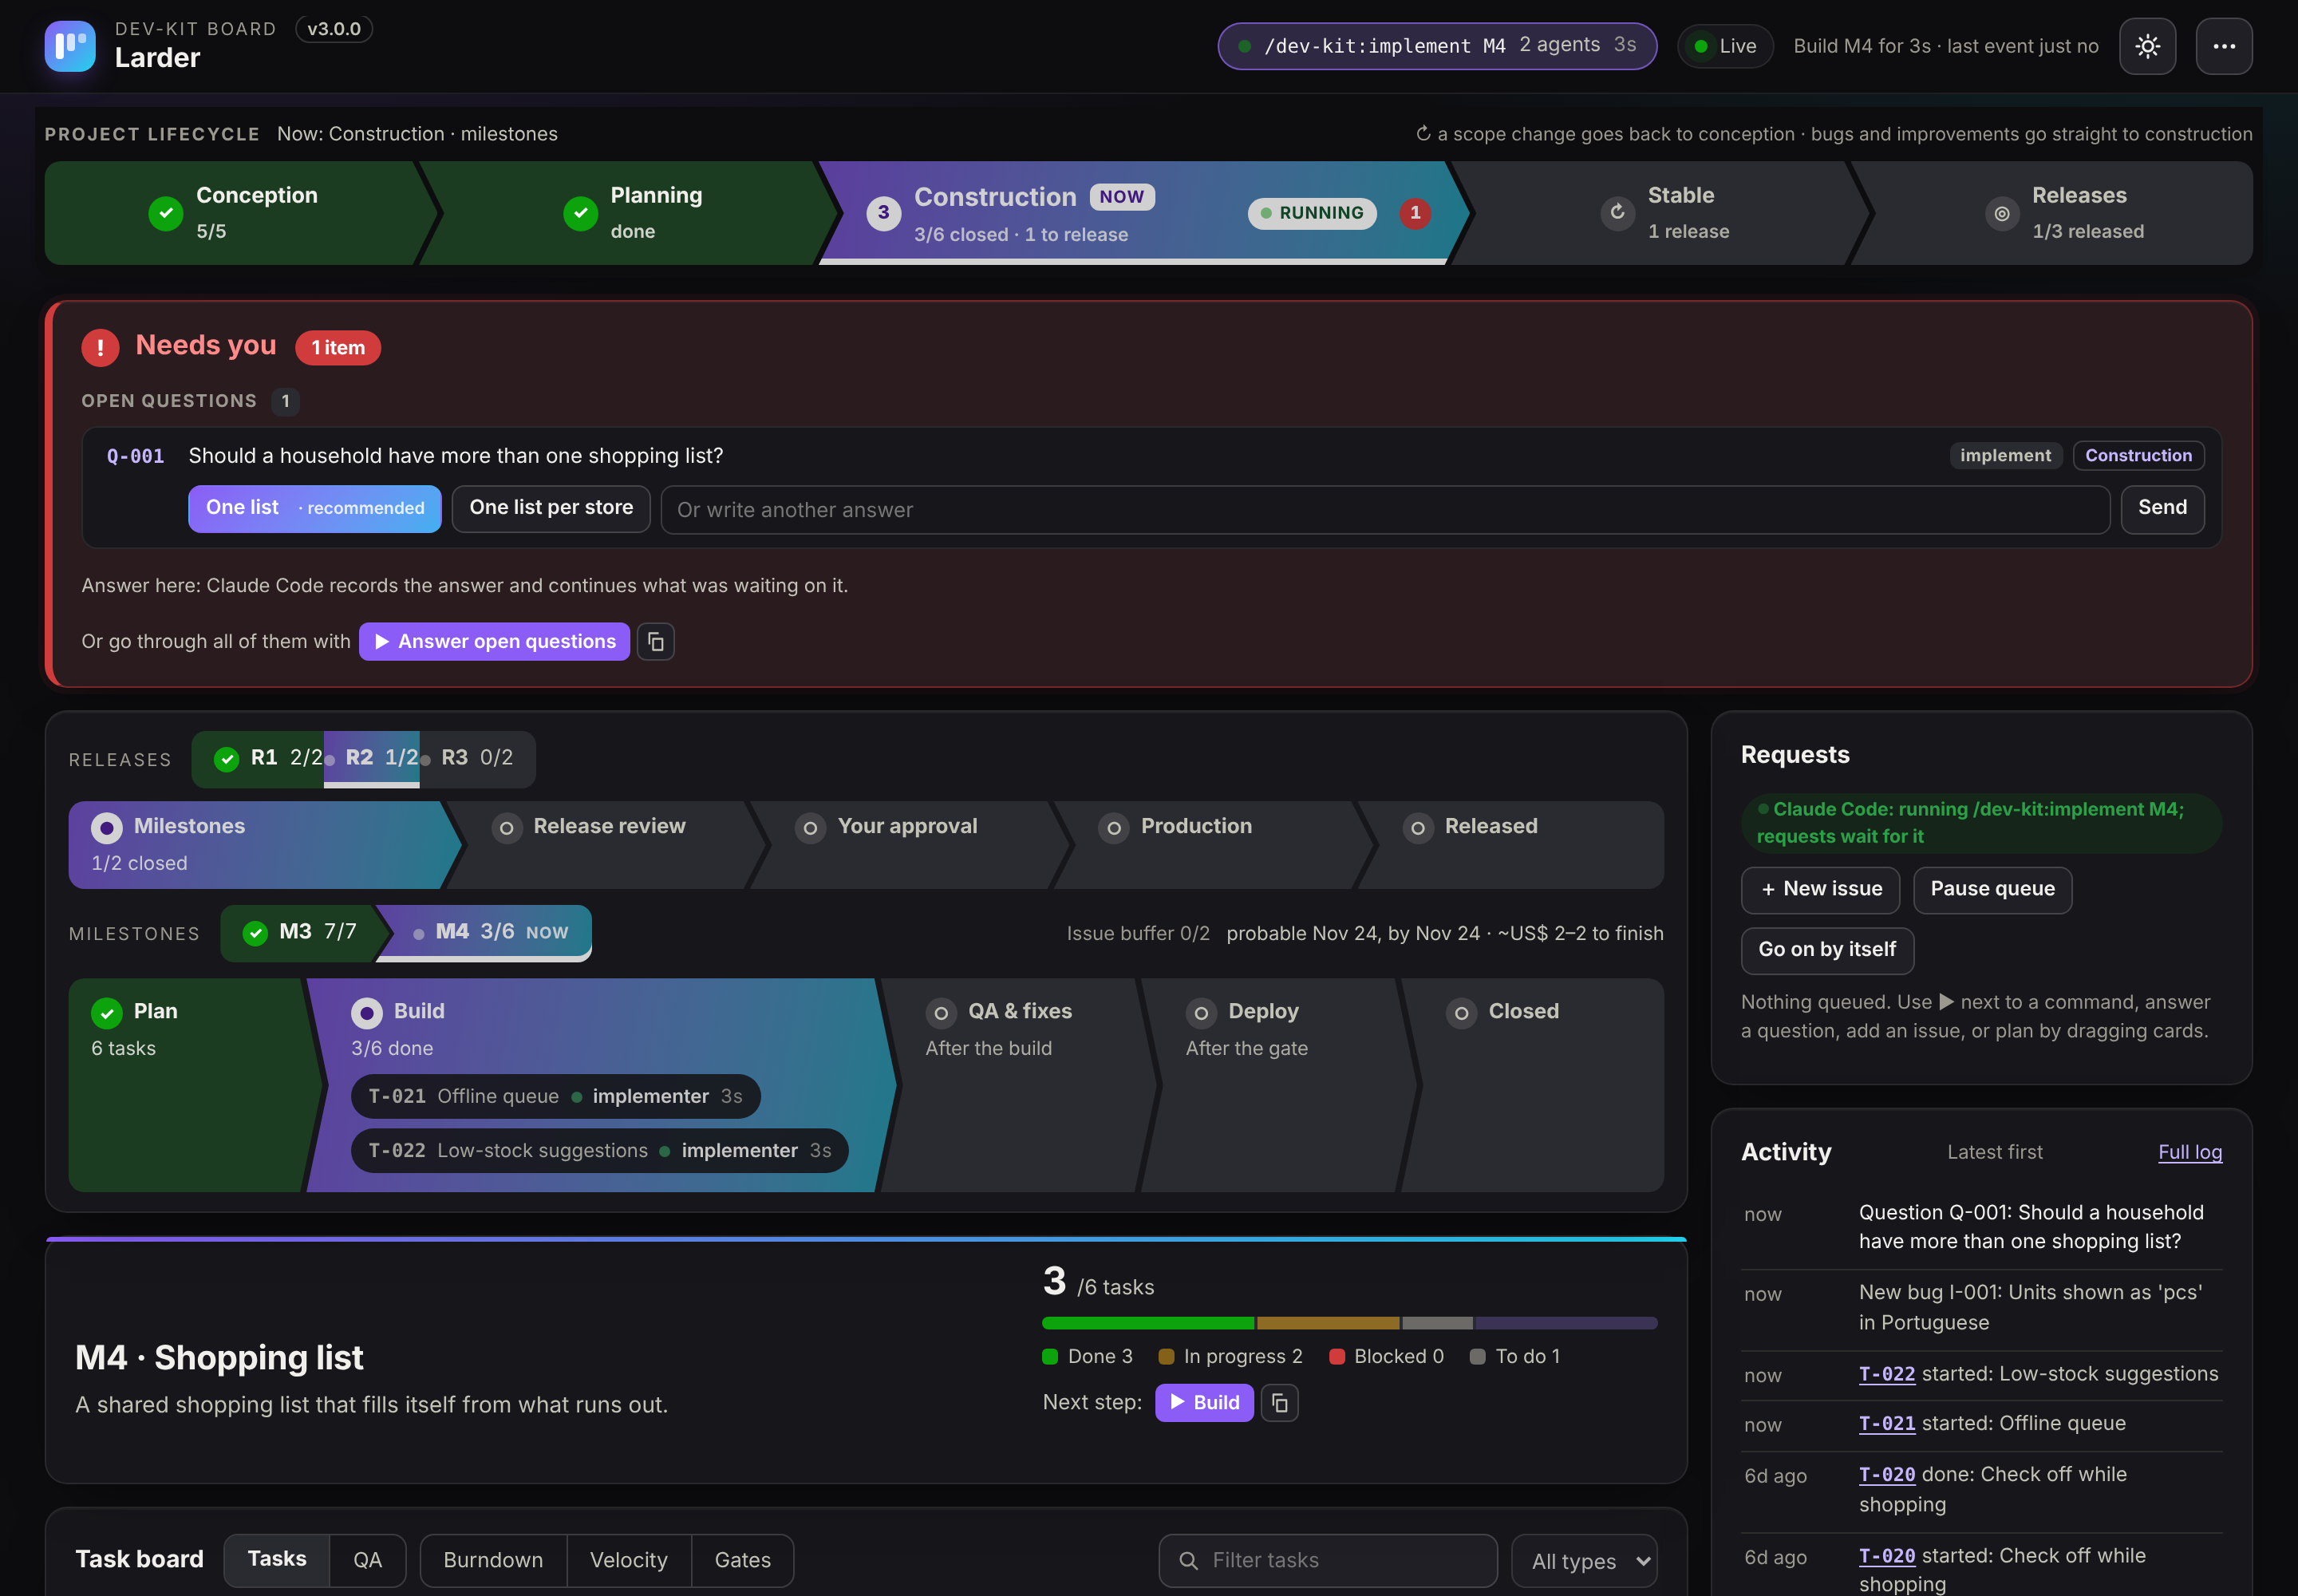 DEV-KIT BOARD v3.0.0
Larder
/dev-kit:implement M4 2 agents 3s
Live
Build M4 for 3s · last event just no
PROJECT LIFECYCLE Now: Construction · milestones
↻ a scope change goes back to conception · bugs and improvements go straight to construction
Conception
5/5
Planning
done
3 Construction NOW
3/6 closed · 1 to release
RUNNING 1
Stable
1 release
Releases
1/3 released
! Needs you 1 item
OPEN QUESTIONS 1
Q-001 Should a household have more than one shopping list? implement Construction
One list · recommended One list per store Or write another answer Send
Answer here: Claude Code records the answer and continues what was waiting on it.
Or go through all of them with ▶ Answer open questions
RELEASES R1 2/2 R2 1/2 R3 0/2
Milestones
1/2 closed
Release review
Your approval
Production
Released
MILESTONES M3 7/7 M4 3/6 NOW
Issue buffer 0/2 probable Nov 24, by Nov 24 · ~US$ 2–2 to finish
Plan
6 tasks
Build
3/6 done
T-021 Offline queue implementer 3s
T-022 Low-stock suggestions implementer 3s
QA & fixes
After the build
Deploy
After the gate
Closed
M4 · Shopping list
A shared shopping list that fills itself from what runs out.
3 /6 tasks
Done 3 In progress 2 Blocked 0 To do 1
Next step: ▶ Build
Task board Tasks QA Burndown Velocity Gates Filter tasks All types
Requests
Claude Code: running /dev-kit:implement M4;
requests wait for it
+ New issue Pause queue
Go on by itself
Nothing queued. Use ▶ next to a command, answer
a question, add an issue, or plan by dragging cards.
Activity Latest first Full log
now Question Q-001: Should a household
have more than one shopping list?
now New bug I-001: Units shown as 'pcs'
in Portuguese
now T-022 started: Low-stock suggestions
now T-021 started: Offline queue
6d ago T-020 done: Check off while
shopping
6d ago T-020 started: Check off while
shopping